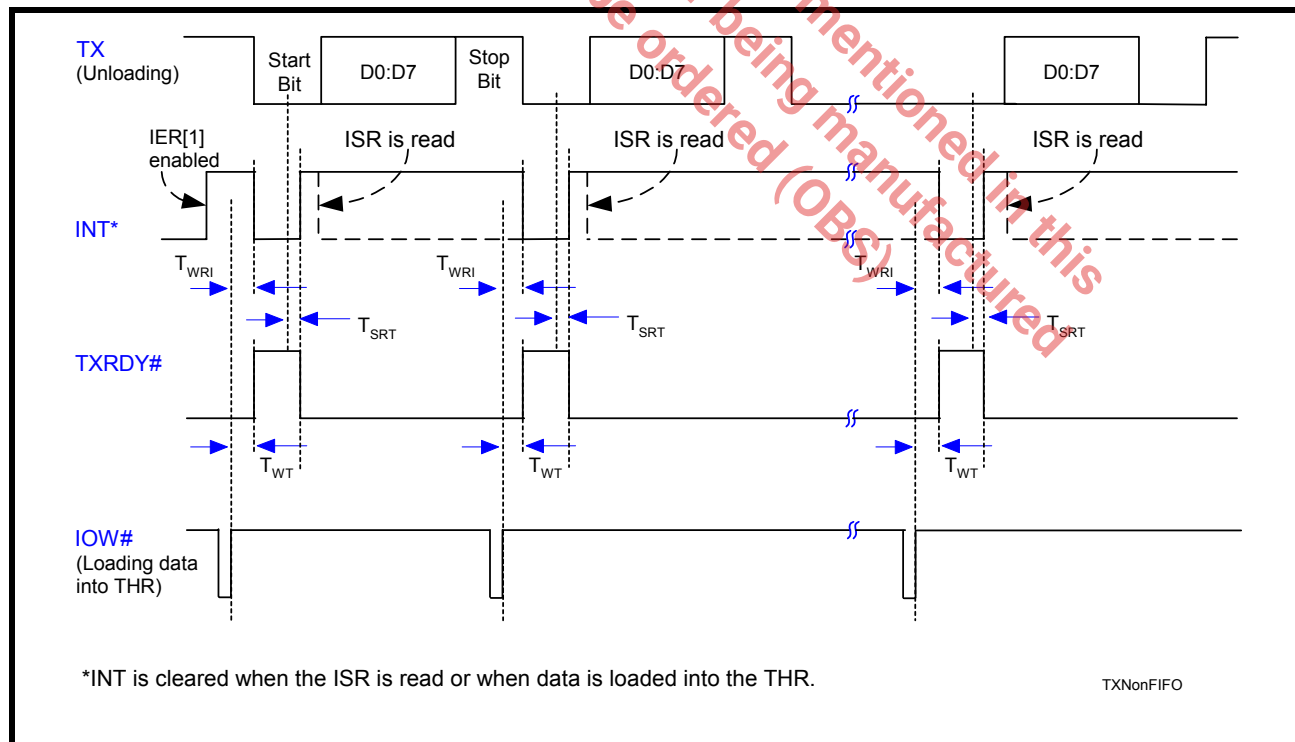 TX
(Unloading)
Start
Bit
D0:D7
Stop
Bit
D0:D7
D0:D7
mentioned in this
being manufactured
be ordered (OBS)
IER[1]
enabled
ISR is read
ISR is read
ISR is read
INT*
TWRI
TWRI
TWRI
TSRT
TSRT
TSRT
TXRDY#
TWT
TWT
TWT
IOW#
(Loading data
into THR)
*INT is cleared when the ISR is read or when data is loaded into the THR.
TXNonFIFO